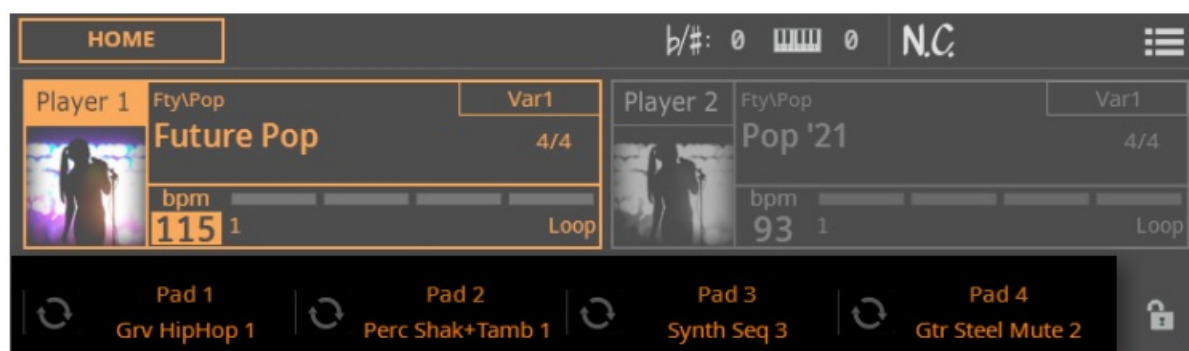 HOME ♭/♯: 0 0 N.C.
Player 1 Fty\Pop Var1
Future Pop 4/4
bpm
115 1 Loop
Player 2 Fty\Pop Var1
Pop '21 4/4
bpm
93 1 Loop
Pad 1
Grv HipHop 1
Pad 2
Perc Shak+Tamb 1
Pad 3
Synth Seq 3
Pad 4
Gtr Steel Mute 2